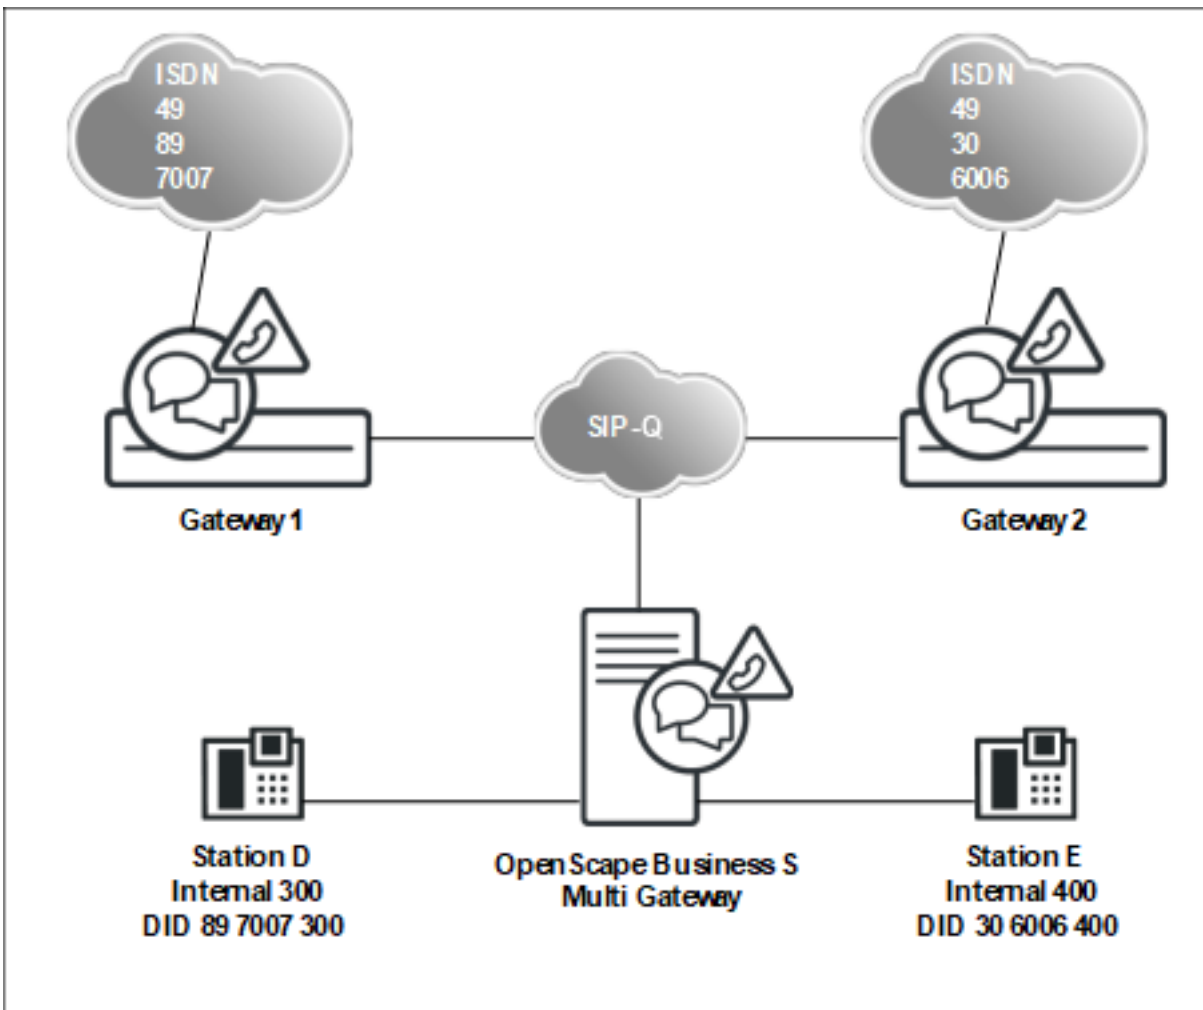 ISDN
49
89
7007
ISDN
49
30
6006
SIP-Q
Gateway 1
Gateway 2
Station D
Internal 300
DID 89 7007 300
OpenScape Business S
Multi Gateway
Station E
Internal 400
DID 30 6006 400